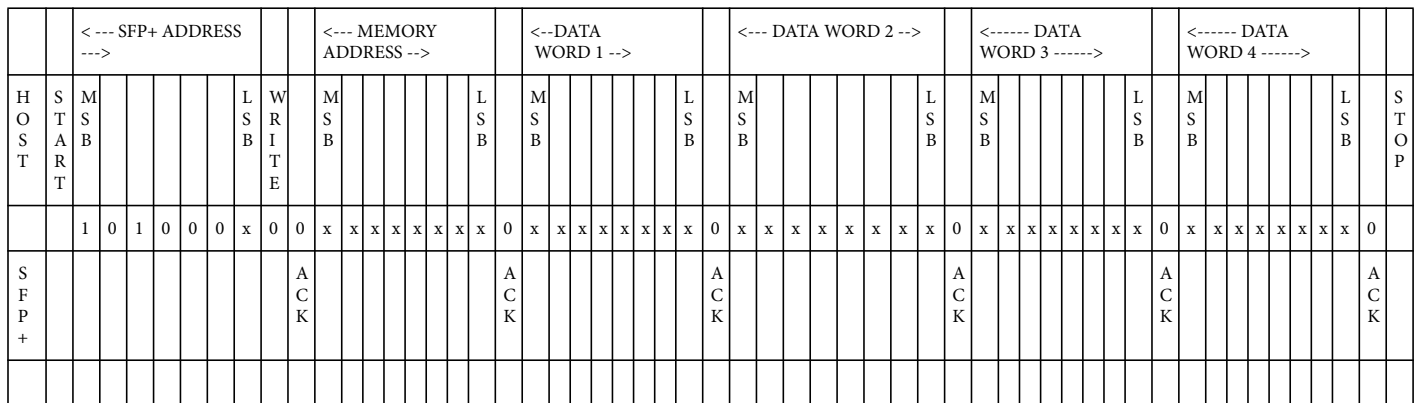 < --- SFP+ ADDRESS <--- MEMORY <--DATA <--- DATA WORD 2 --> <------ DATA <------ DATA
---> ADDRESS --> WORD 1 --> WORD 3 ------> WORD 4 ------>
HOST START MSB LSB WRITE MSB LSB MSB LSB MSB LSB MSB LSB MSB LSB STOP
1 0 1 0 0 0 x 0 0 x x x x x x x x 0 x x x x x x x x 0 x x x x x x x x 0 x x x x x x x x 0 x x x x x x x x 0
SFP+ ACK ACK ACK ACK ACK ACK